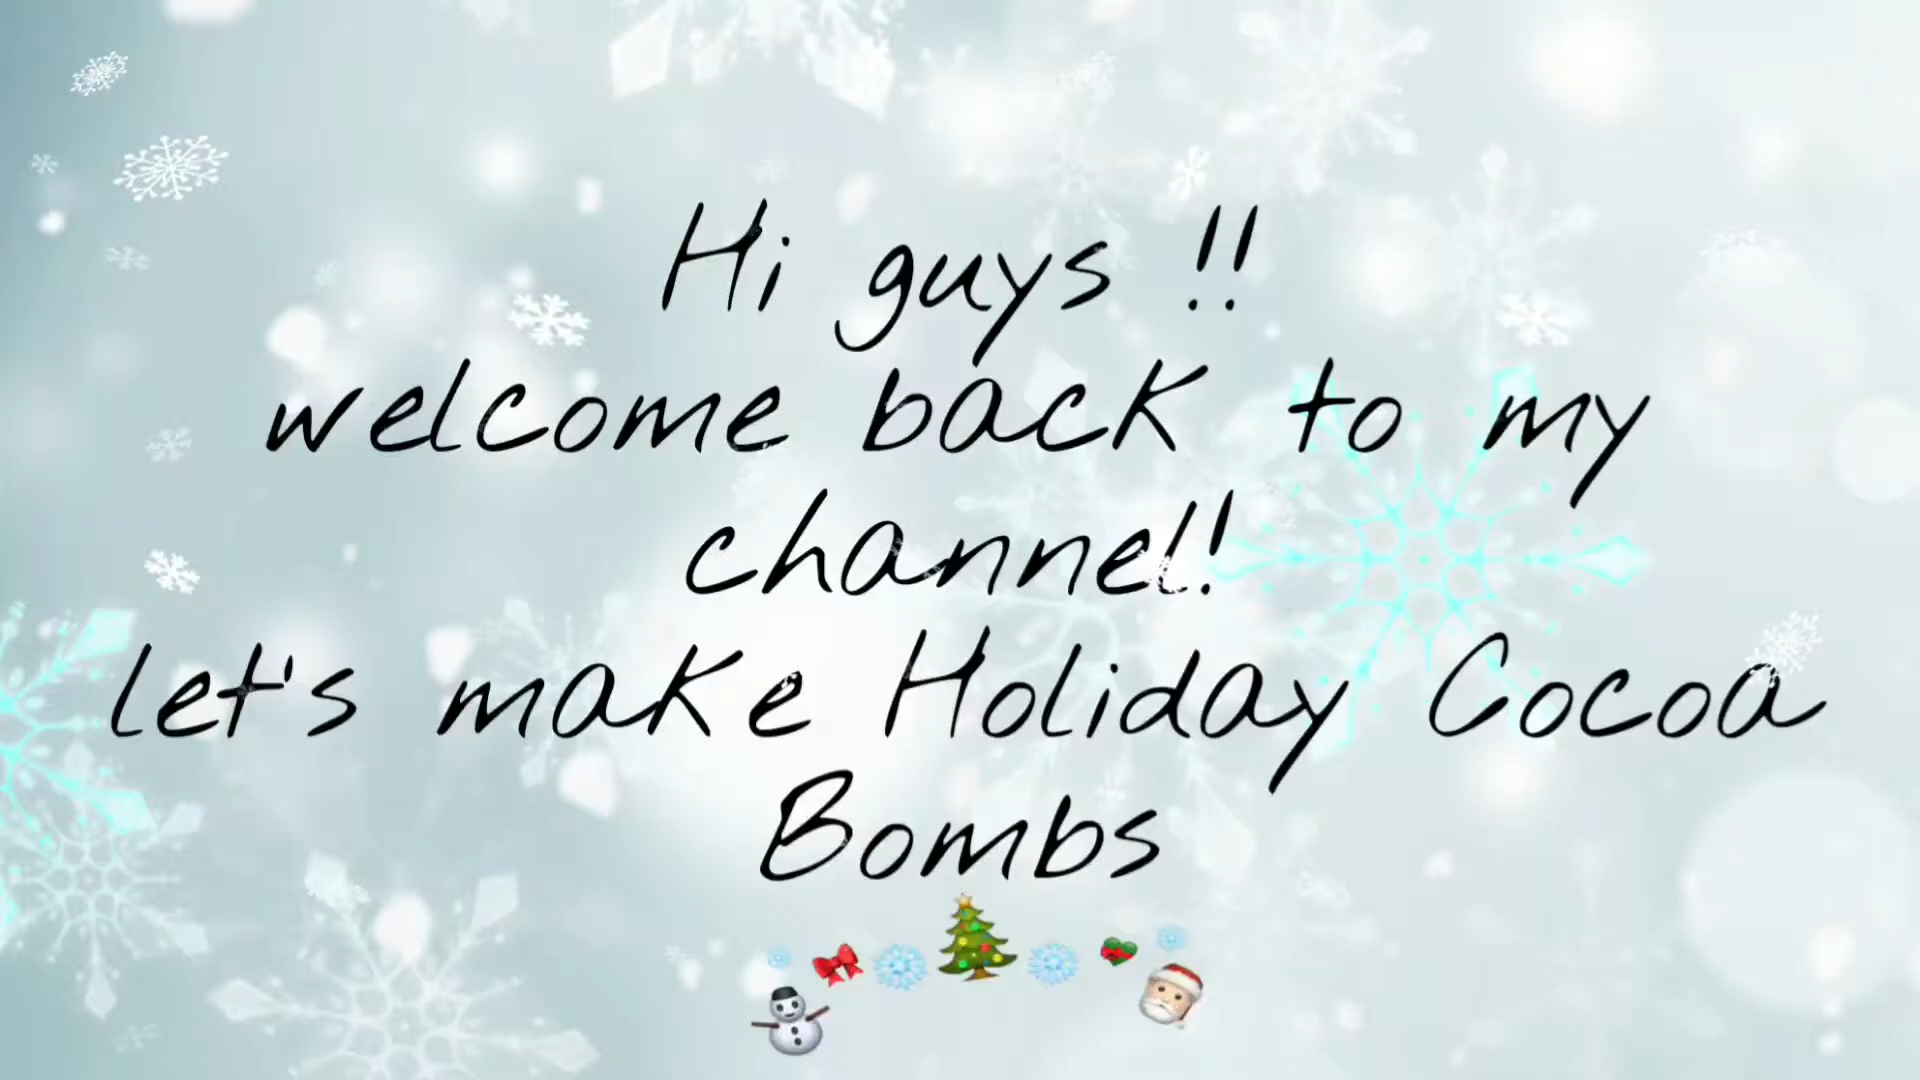 Hi guys !!
welcome back to my
channel!
let's make Holiday Cocoa
Bombs